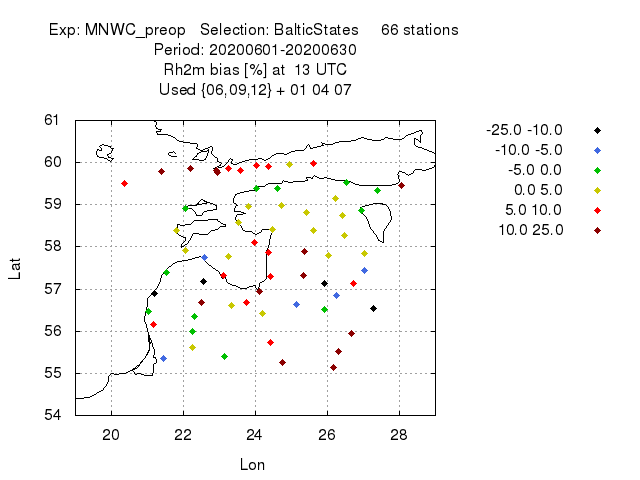 Exp: MNWC_preop Selection: BalticStates 66 stations
Period: 20200601-20200630
Rh2m bias [%] at 13 UTC
Used {06,09,12} + 01 04 07
61
60
59
58
57
56
55
54
Lat
20 22 24 26 28
Lon
-25.0 -10.0
-10.0 -5.0
-5.0 0.0
0.0 5.0
5.0 10.0
10.0 25.0